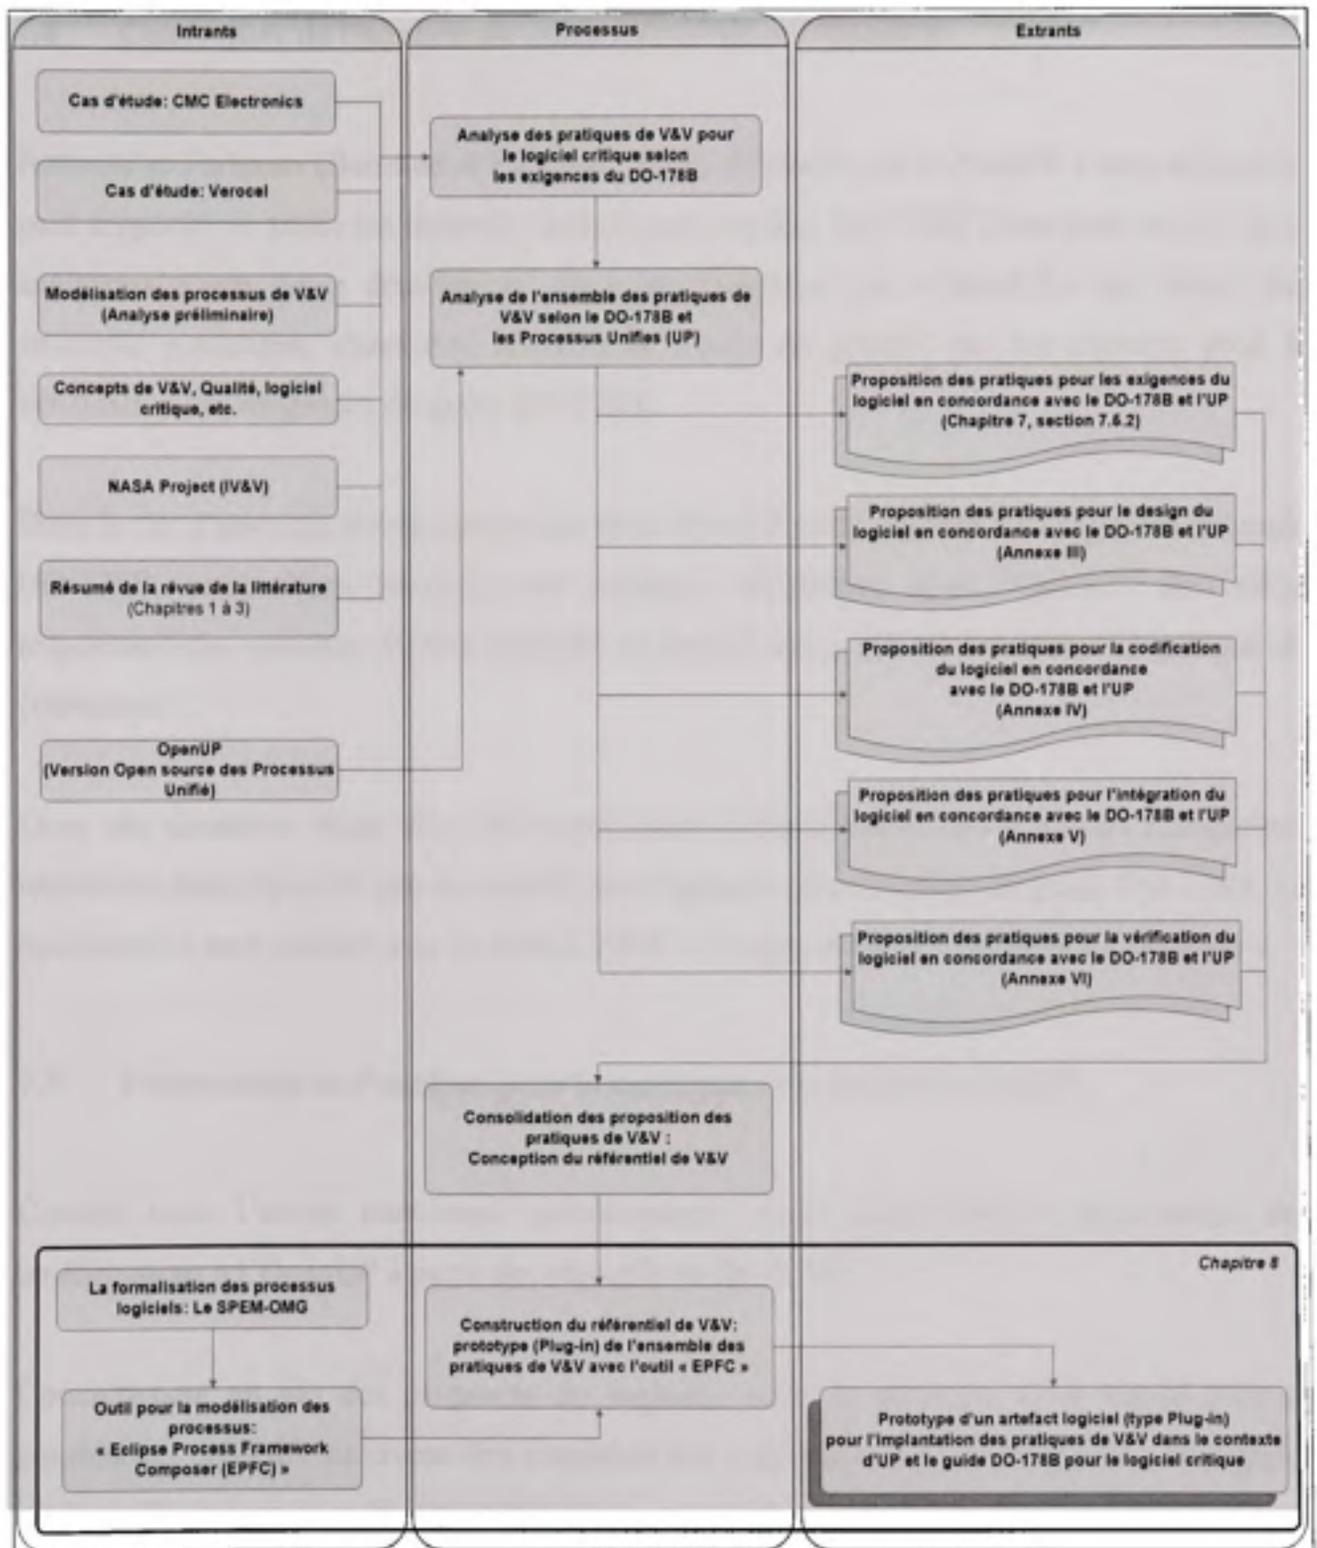 Intrants
Processus
Extrants
Cas d'étude: CMC Electronics
Cas d'étude: Verocel
Modélisation des processus de V&V
(Analyse préliminaire)
Concepts de V&V, Qualité, logiciel
critique, etc.
NASA Project (IV&V)
Résumé de la révue de la littérature
(Chapitres 1 à 3)
OpenUP
(Version Open source des Processus
Unifié)
Analyse des pratiques de V&V pour
le logiciel critique selon
les exigences du DO-178B
Analyse de l'ensemble des pratiques de
V&V selon le DO-178B et
les Processus Unifies (UP)
Proposition des pratiques pour les exigences du
logiciel en concordance avec le DO-178B et l'UP
(Chapitre 7, section 7.6.2)
Proposition des pratiques pour le design du
logiciel en concordance avec le DO-178B et l'UP
(Annexe III)
Proposition des pratiques pour la codification
du logiciel en concordance
avec le DO-178B et l'UP
(Annexe IV)
Proposition des pratiques pour l'intégration du
logiciel en concordance avec le DO-178B et l'UP
(Annexe V)
Proposition des pratiques pour la vérification du
logiciel en concordance avec le DO-178B et l'UP
(Annexe VI)
Consolidation des proposition des
pratiques de V&V :
Conception du référentiel de V&V
Chapitre 8
La formalisation des processus
logiciels: Le SPEM-OMG
Outil pour la modélisation des
processus:
« Eclipse Process Framework
Composer (EPFC) »
Construction du référentiel de V&V:
prototype (Plug-in) de l'ensemble des
pratiques de V&V avec l'outil « EPFC »
Prototype d'un artefact logiciel (type Plug-in)
pour l'implantation des pratiques de V&V dans le contexte
d'UP et le guide DO-178B pour le logiciel critique